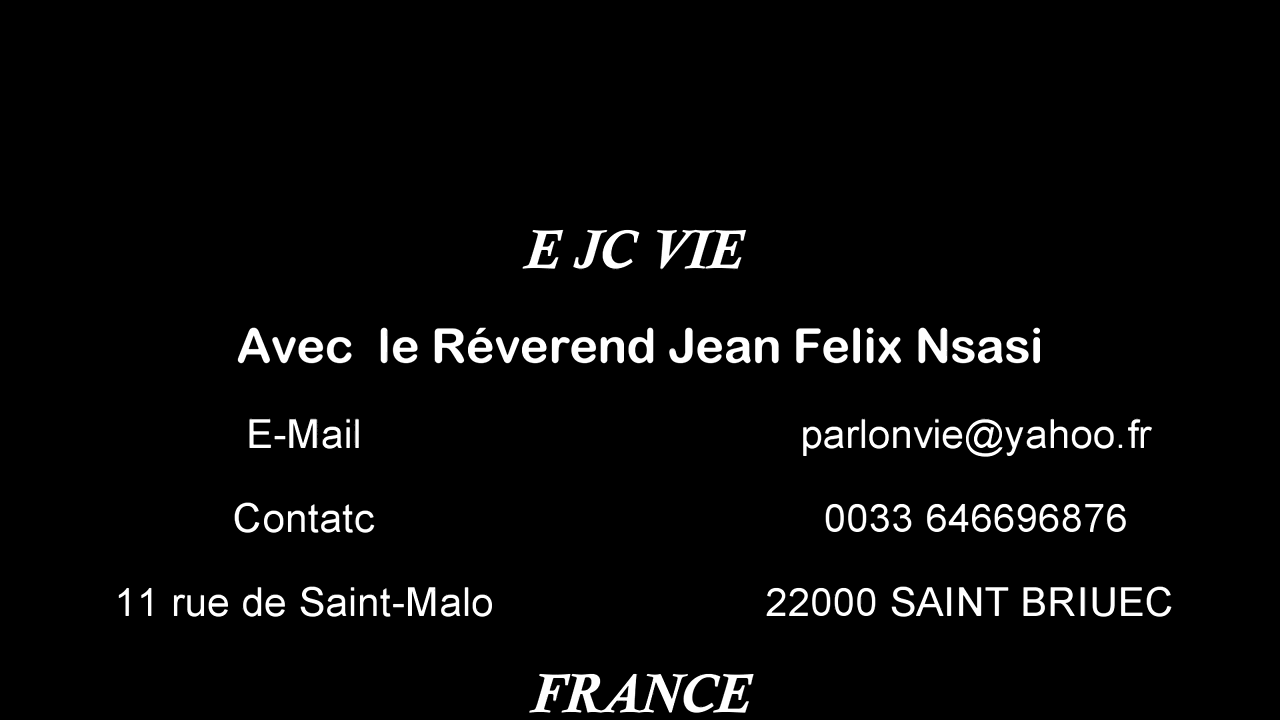 E JC VIE
Avec le Réverend Jean Felix Nsasi
E-Mail parlonvie@yahoo.fr
Contatc 0033 646696876
11 rue de Saint-Malo 22000 SAINT BRIUEC
FRANCE